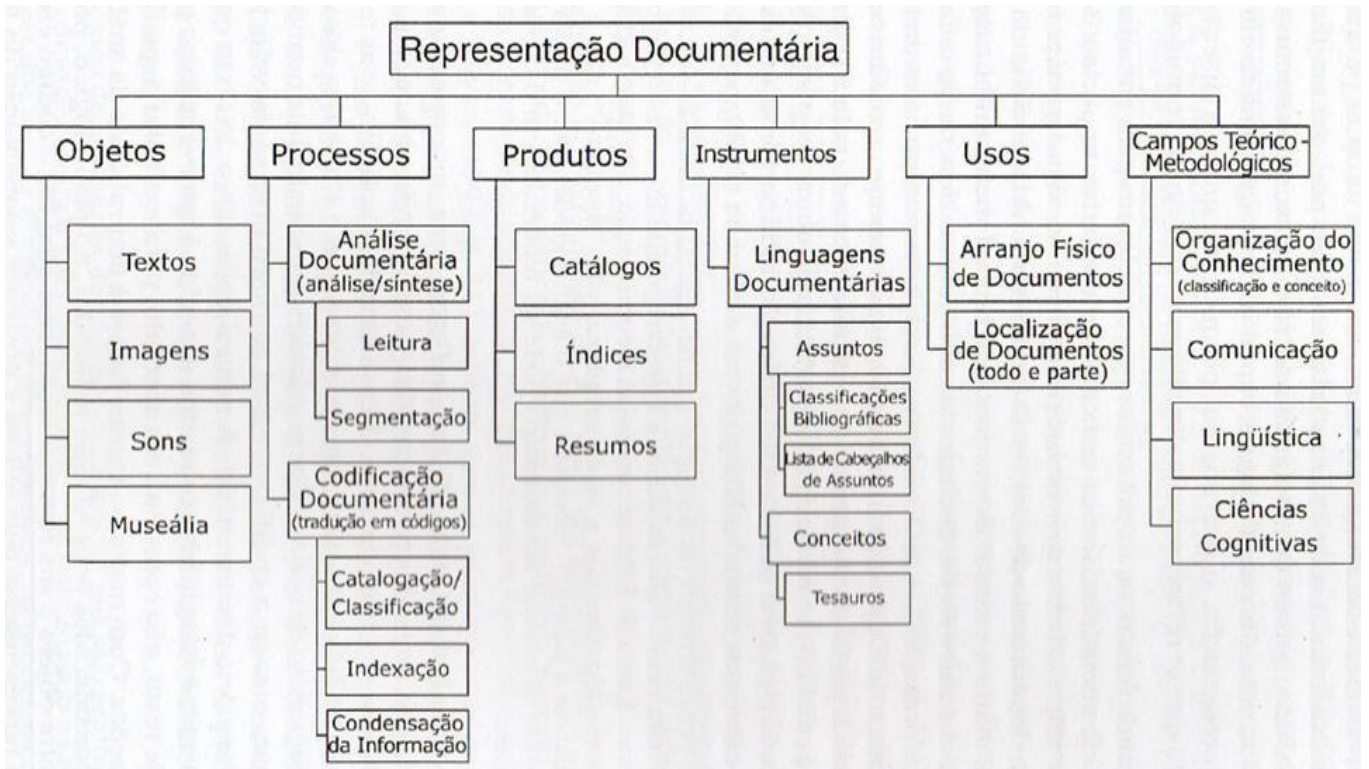 Representação Documentária
Objetos
Textos
Imagens
Sons
Museália
Processos
Análise
Documentária
(análise/síntese)
Leitura
Segmentação
Codificação
Documentária
(tradução em códigos)
Catalogação/
Classificação
Indexação
Condensação
da Informação
Produtos
Catálogos
Índices
Resumos
Instrumentos
Linguagens
Documentárias
Assuntos
Classificações
Bibliográficas
Lista de Cabeçalhos
de Assuntos
Conceitos
Tesauros
Usos
Arranjo Físico
de Documentos
Localização
de Documentos
(todo e parte)
Campos Teórico-
Metodológicos
Organização do
Conhecimento
(classificação e conceito)
Comunicação
Lingüística
Ciências
Cognitivas